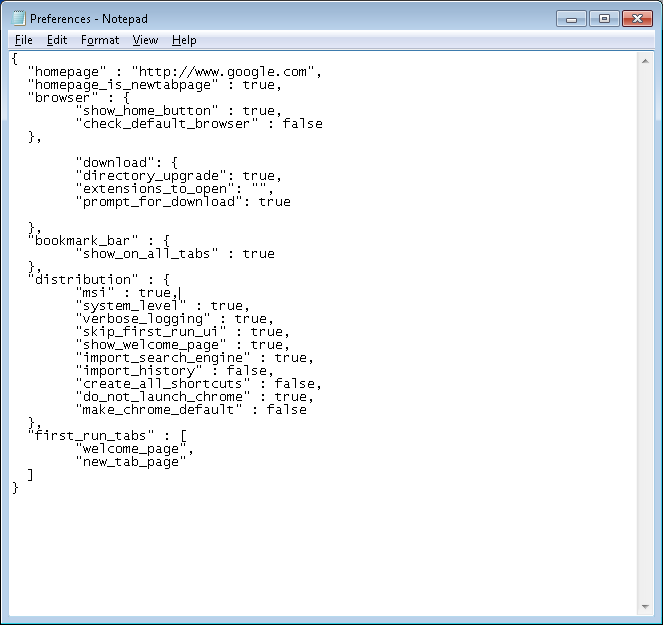 Preferences - Notepad
File Edit Format View Help
{
  "homepage" : "http://www.google.com",
  "homepage_is_newtabpage" : true,
  "browser" : {
        "show_home_button" : true,
        "check_default_browser" : false
  },

        "download": {
        "directory_upgrade": true,
        "extensions_to_open": "",
        "prompt_for_download": true

  },
  "bookmark_bar" : {
        "show_on_all_tabs" : true
  },
  "distribution" : {
        "msi" : true,
        "system_level" : true,
        "verbose_logging" : true,
        "skip_first_run_ui" : true,
        "show_welcome_page" : true,
        "import_search_engine" : true,
        "import_history" : false,
        "create_all_shortcuts" : false,
        "do_not_launch_chrome" : true,
        "make_chrome_default" : false
  },
  "first_run_tabs" : [
        "welcome_page",
        "new_tab_page"
  ]
}